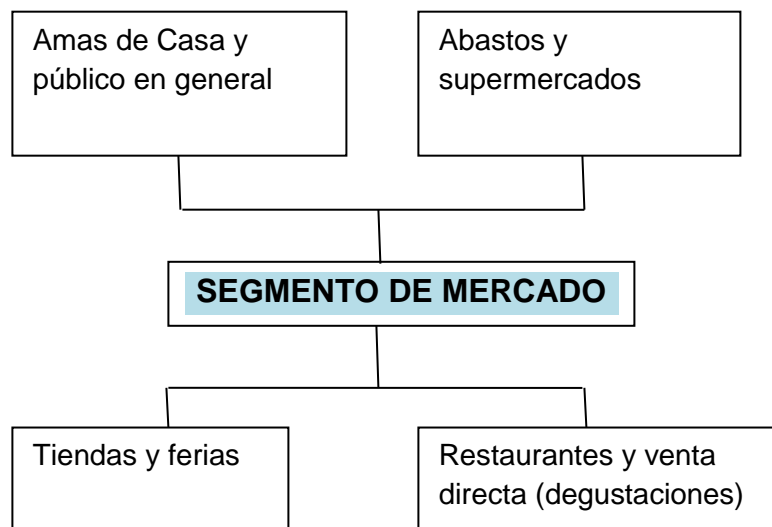 Amas de Casa y
público en general
Abastos y
supermercados
SEGMENTO DE MERCADO
Tiendas y ferias
Restaurantes y venta
directa (degustaciones)